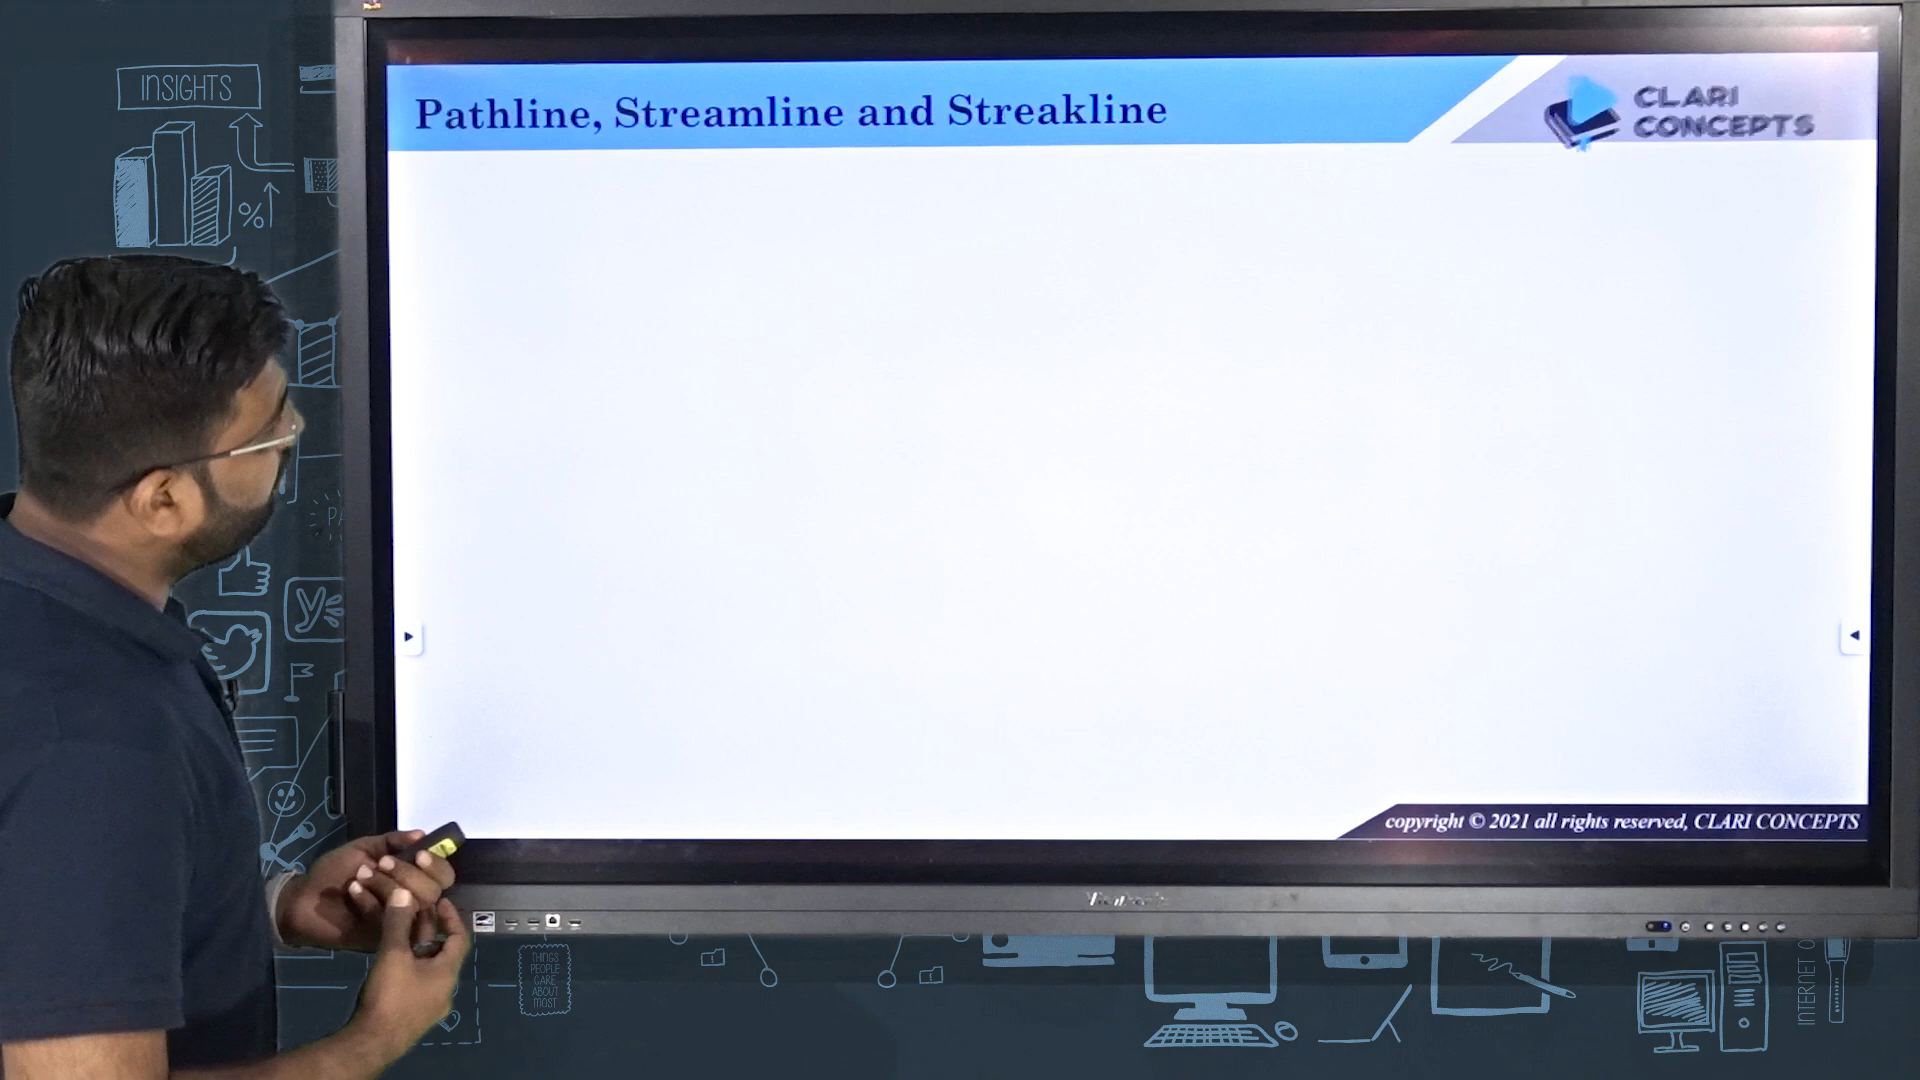 INSIGHTS
%
Pathline, Streamline and Streakline
CLARI
CONCEPTS
copyright © 2021 all rights reserved, CLARI CONCEPTS
THINGS
PEOPLE
CARE
ABOUT
MOST
INTERNET O